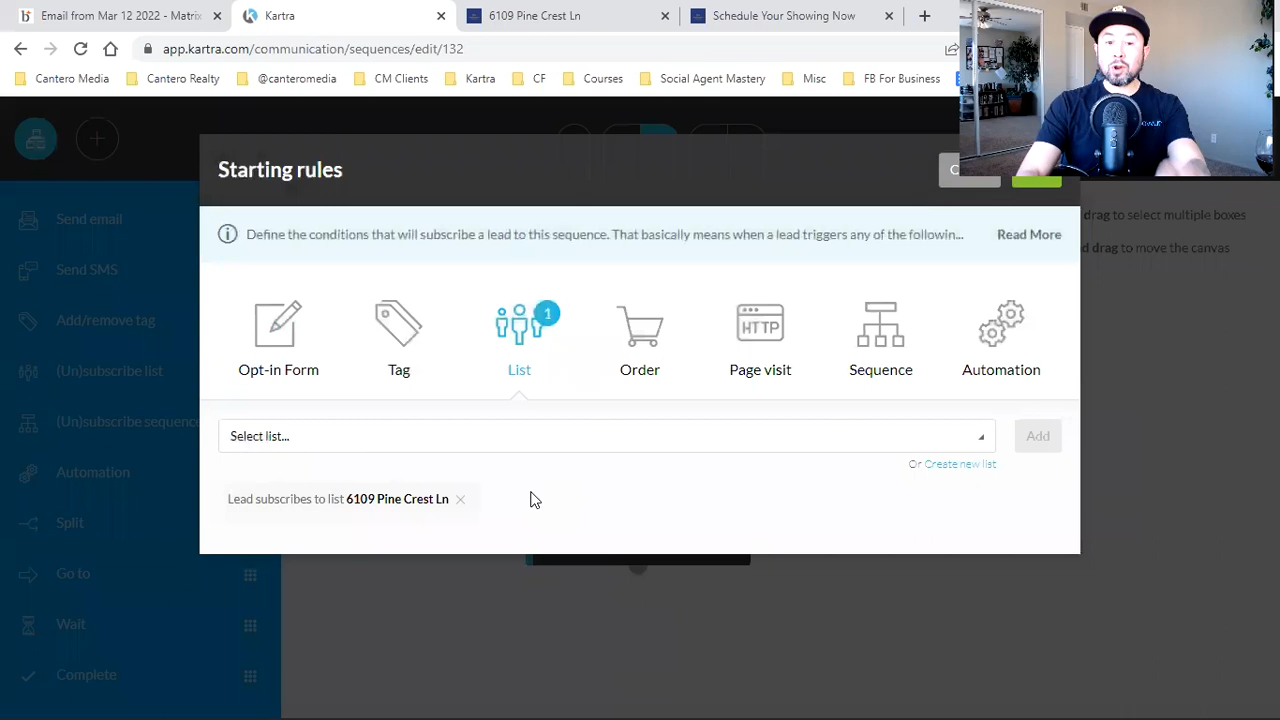 Email from Mar 12 2022 - Matrix
Kartra
6109 Pine Crest Ln
Schedule Your Showing Now
app.kartra.com/communication/sequences/edit/132
Cantero Media
Cantero Realty
@canteromedia
CM Clie
Kartra
CF
Courses
Social Agent Mastery
Misc
FB For Business
Starting rules
Define the conditions that will subscribe a lead to this sequence. That basically means when a lead triggers any of the followin...
Read More
drag to select multiple boxes
d drag to move the canvas
Send email
Send SMS
Add/remove tag
(Un)subscribe list
(Un)subscribe sequence
Automation
Split
Go to
Wait
Complete
Opt-in Form
Tag
List
1
Order
HTTP
Page visit
Sequence
Automation
Select list...
Add
Or Create new list
Lead subscribes to list 6109 Pine Crest Ln